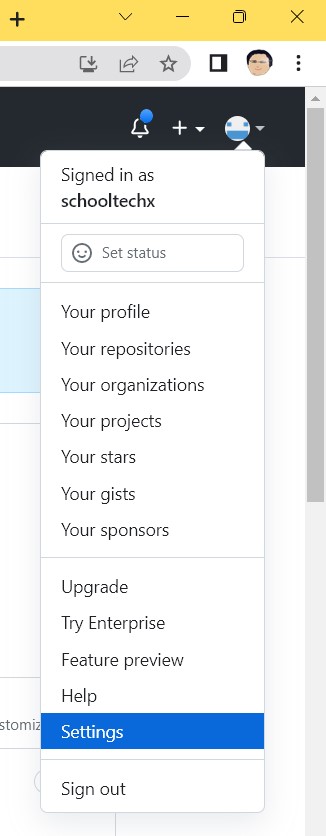 Signed in as
schooltechx
Set status
Your profile
Your repositories
Your organizations
Your projects
Your stars
Your gists
Your sponsors
Upgrade
Try Enterprise
Feature preview
Help
stomiz
Settings
Sign out